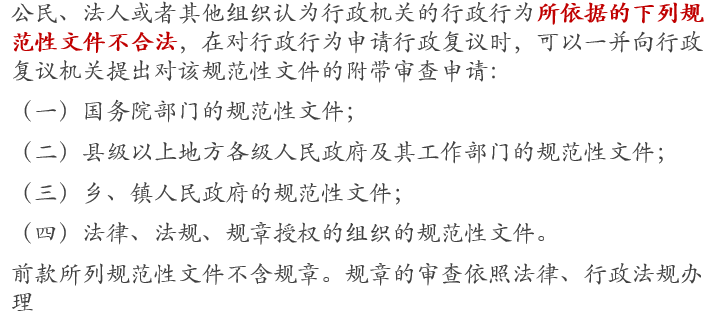 公民、法人或者其他组织认为行政机关的行政行为所依据的下列规
范性文件不合法，在对行政行为申请行政复议时，可以一并向行政
复议机关提出对该规范性文件的附带审查申请：
（一）国务院部门的规范性文件；
（二）县级以上地方各级人民政府及其工作部门的规范性文件；
（三）乡、镇人民政府的规范性文件；
（四）法律、法规、规章授权的组织的规范性文件。
前款所列规范性文件不含规章。规章的审查依照法律、行政法规办
理